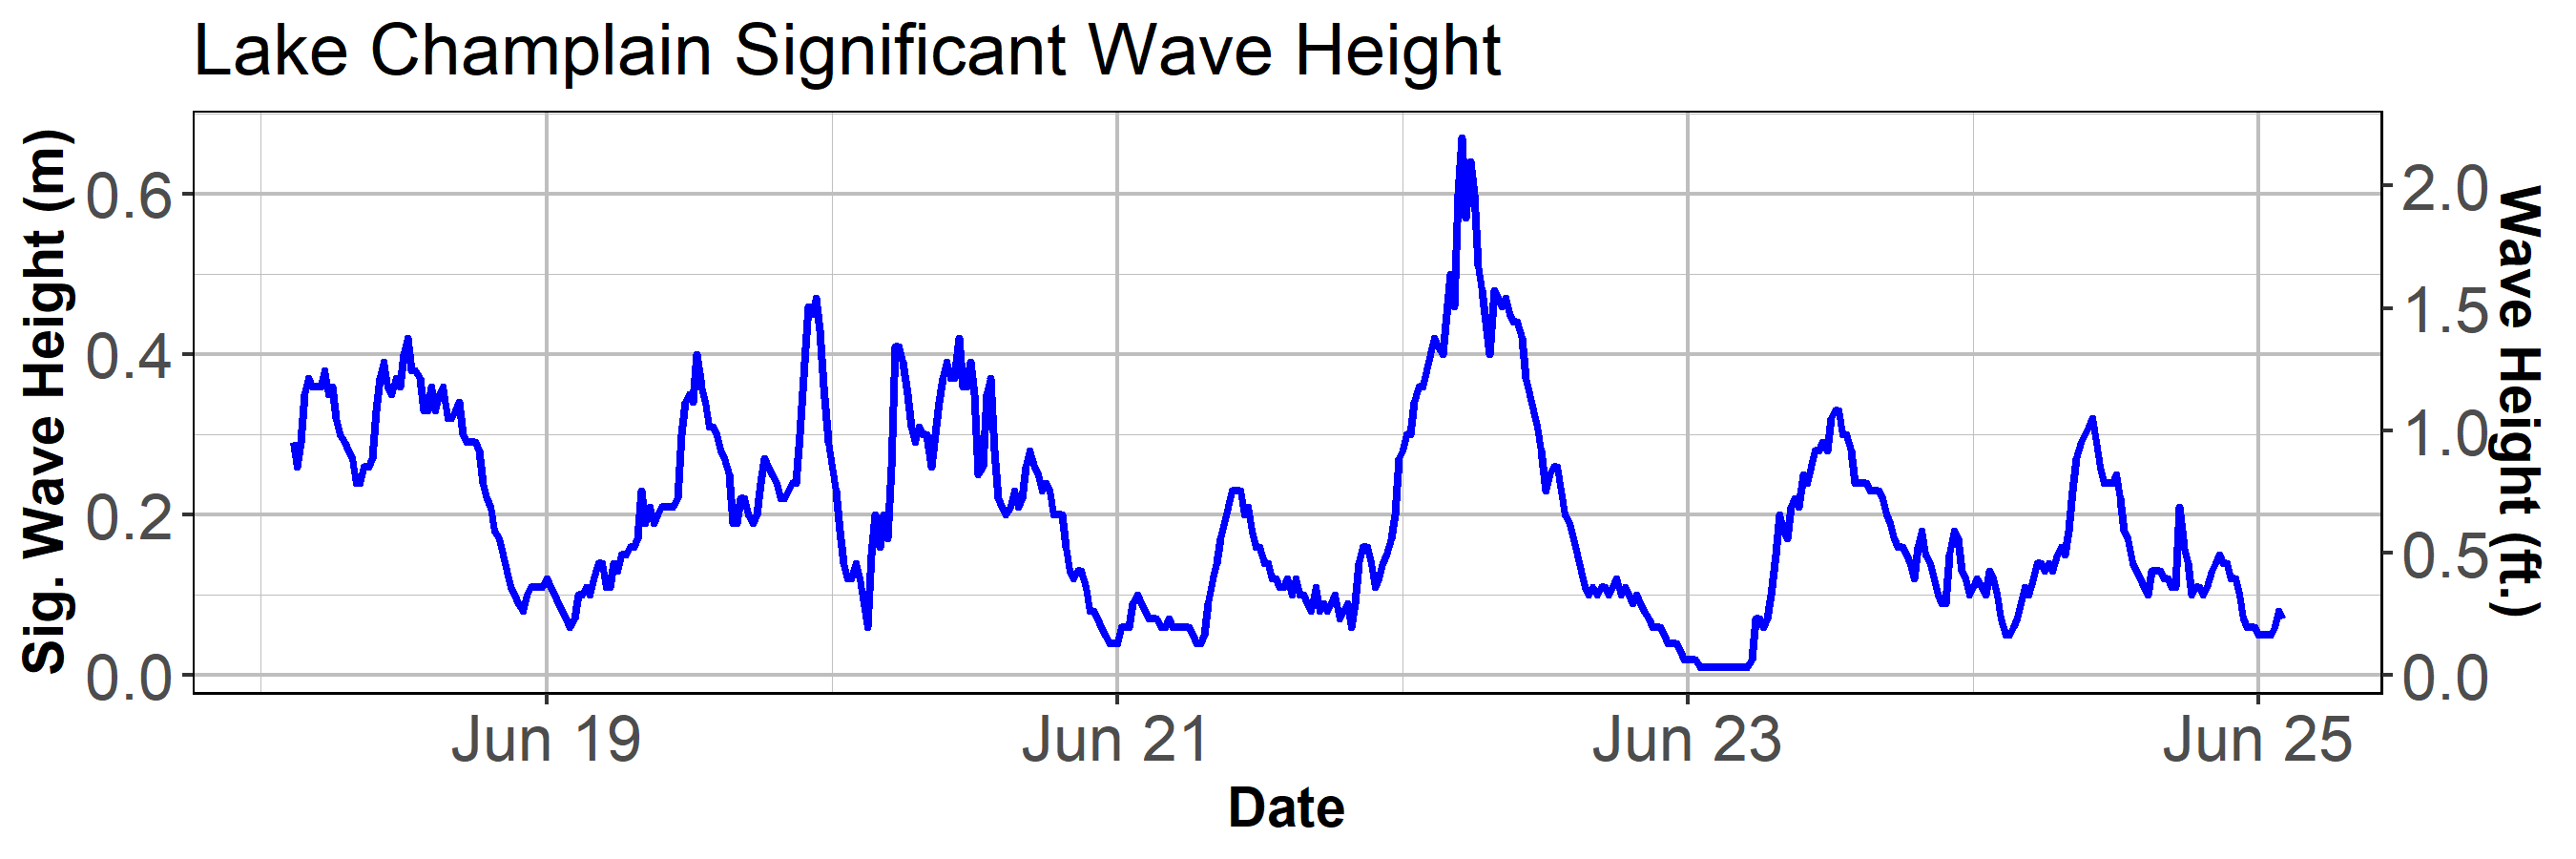 Lake Champlain Significant Wave Height
Sig. Wave Height (m)
0.6
0.4
0.2
0.0
2.0
1.5
1.0
0.5
0.0
Wave Height (ft.)
Jun 19
Jun 21
Jun 23
Jun 25
Date